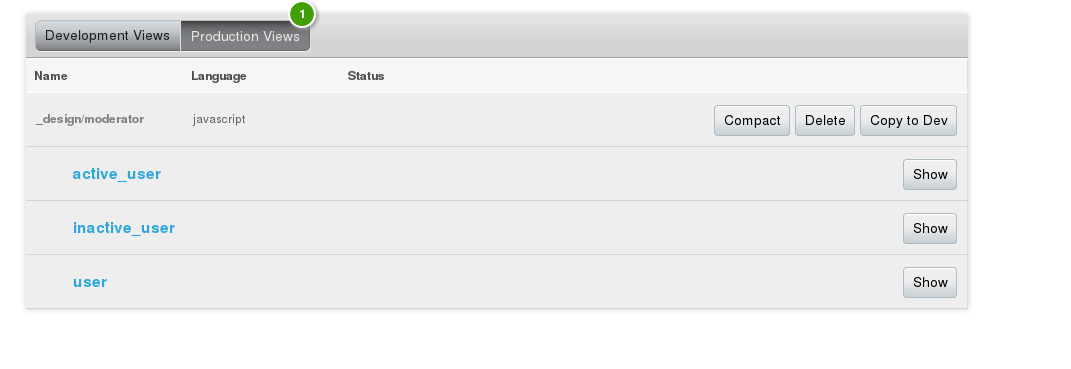 1
Development Views Production Views
Name Language Status
_design/moderator javascript Compact Delete Copy to Dev
active_user Show
inactive_user Show
user Show